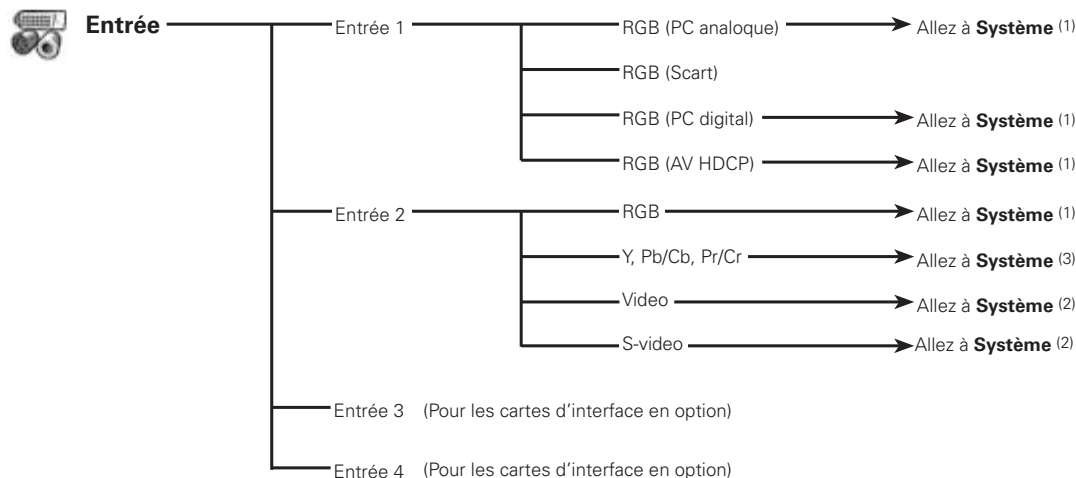 Entrée
Entrée 1
RGB (PC analoque)
Allez à Système (1)
RGB (Scart)
RGB (PC digital)
Allez à Système (1)
RGB (AV HDCP)
Allez à Système (1)
Entrée 2
RGB
Allez à Système (1)
Y, Pb/Cb, Pr/Cr
Allez à Système (3)
Video
Allez à Système (2)
S-video
Allez à Système (2)
Entrée 3 (Pour les cartes d’interface en option)
Entrée 4 (Pour les cartes d’interface en option)